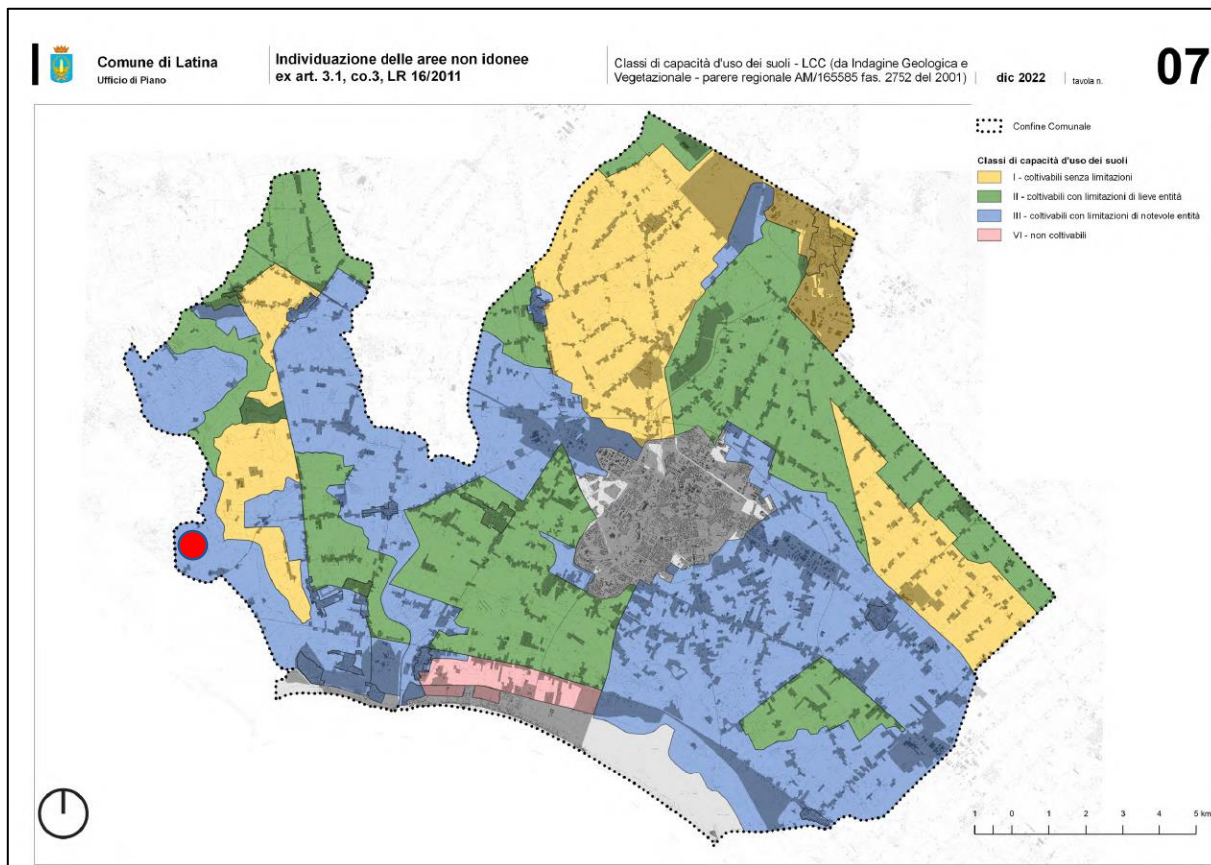 Comune di Latina
Ufficio di Piano
Individuazione delle aree non idonee
ex art. 3.1, co.3, LR 16/2011
Classi di capacità d'uso dei suoli - LCC (da Indagine Geologica e
Vegetazionale - parere regionale AM/165585 fas. 2752 del 2001)
dic 2022
tavola n.
07
Confine Comunale
Classi di capacità d'uso dei suoli
I - coltivabili senza limitazioni
II - coltivabili con limitazioni di lieve entità
III - coltivabili con limitazioni di notevole entità
VI - non coltivabili
1 0 1 2 3 4 5 km